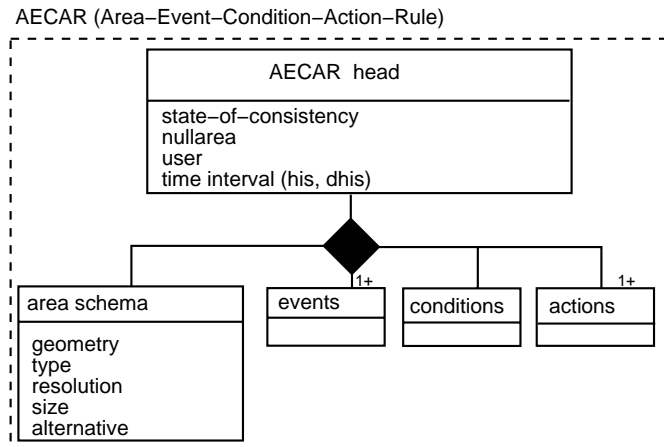 AECAR (Area−Event−Condition−Action−Rule)
AECAR head
state−of−consistency
nullarea
user
time interval (his, dhis)
1+
1+
area schema
events
conditions
actions
geometry
type
resolution
size
alternative